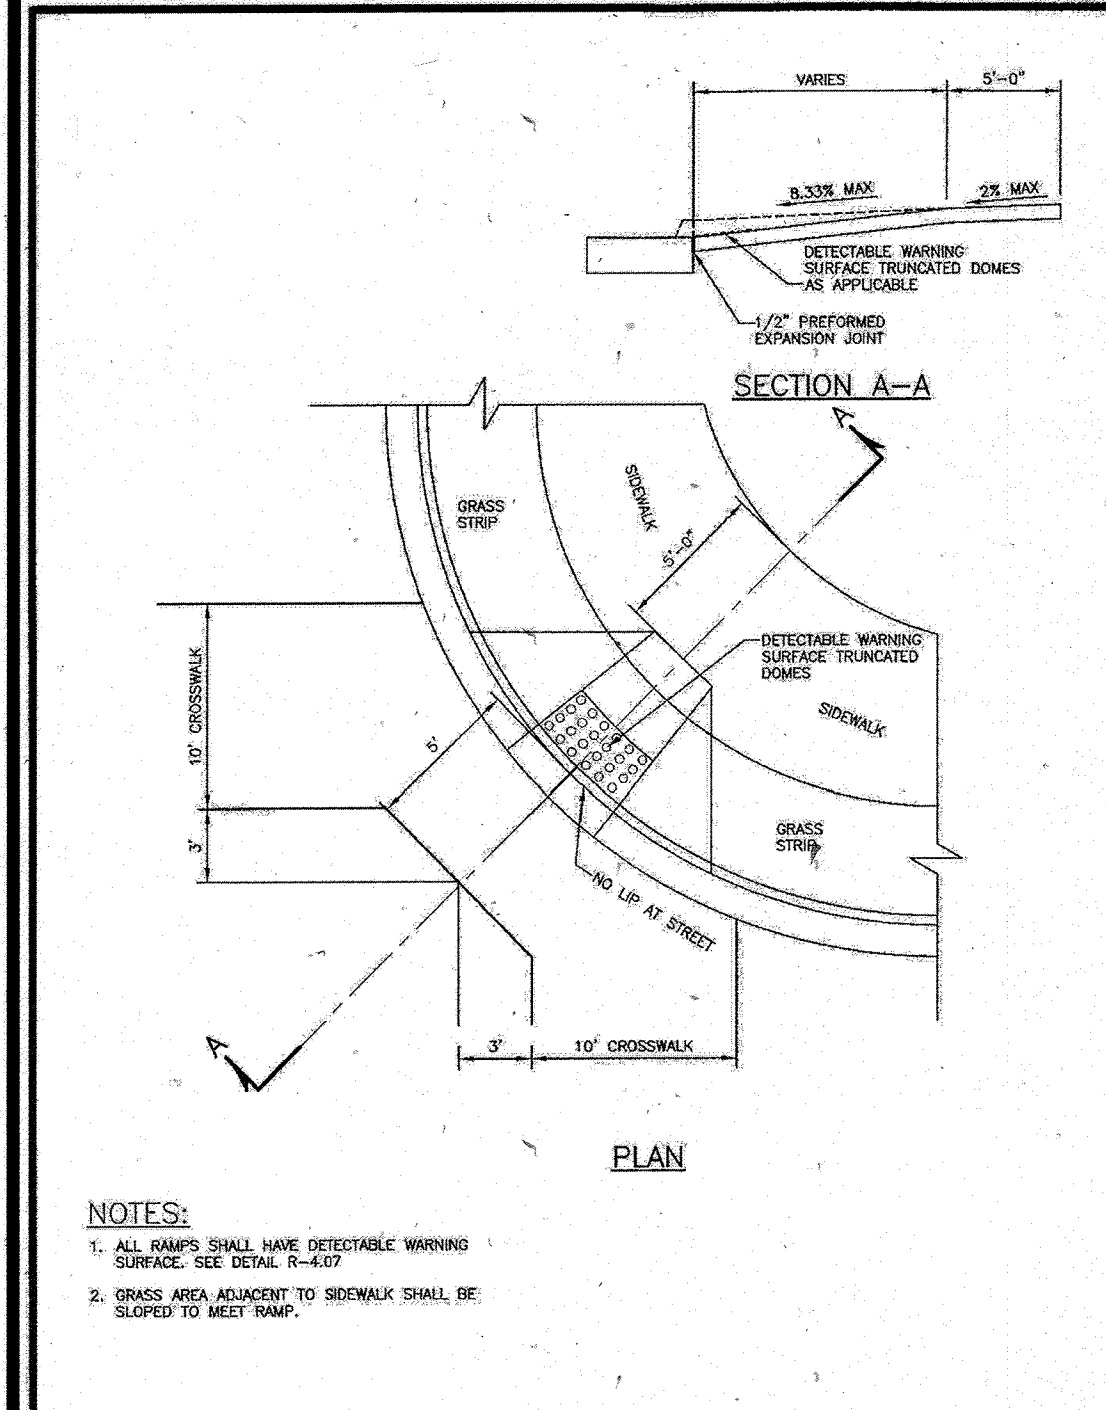 VARIES
5'-0"
8.33% MAX
2% MAX
DETECTABLE WARNING
SURFACE TRUNCATED DOMES
AS APPLICABLE
1/2" PREFORMED
EXPANSION JOINT
SECTION A-A
A
SIDEWALK
GRASS
STRIP
5'-0"
DETECTABLE WARNING
SURFACE TRUNCATED
DOMES
10' CROSSWALK
SIDEWALK
5'
3'
GRASS
STRIP
NO LIP AT STREET
A
3'
10' CROSSWALK
PLAN
NOTES:
1. ALL RAMPS SHALL HAVE DETECTABLE WARNING
SURFACE. SEE DETAIL R-4.07
2. GRASS AREA ADJACENT TO SIDEWALK SHALL BE
SLOPED TO MEET RAMP.